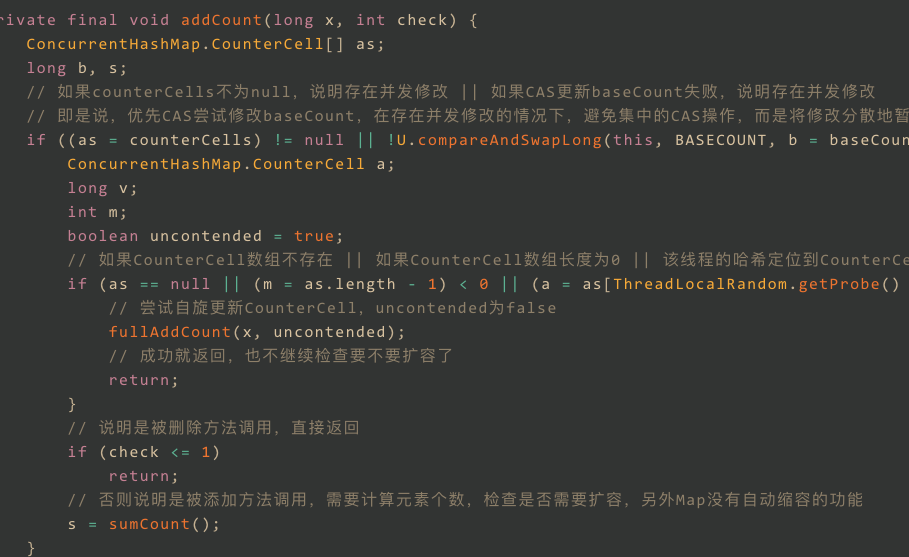 rivate final void addCount(long x, int check) {
ConcurrentHashMap.CounterCell[] as;
long b, s;
// 如果counterCells不为null，说明存在并发修改 || 如果CAS更新baseCount失败，说明存在并发修改
// 即是说，优先CAS尝试修改baseCount，在存在并发修改的情况下，避免集中的CAS操作，而是将修改分散地暂
if ((as = counterCells) != null || !U.compareAndSwapLong(this, BASECOUNT, b = baseCoun
ConcurrentHashMap.CounterCell a;
long v;
int m;
boolean uncontended = true;
// 如果CounterCell数组不存在 || 如果CounterCell数组长度为0 || 该线程的哈希定位到CounterCe
if (as == null || (m = as.length - 1) < 0 || (a = as[ThreadLocalRandom.getProbe()
// 尝试自旋更新CounterCell，uncontended为false
fullAddCount(x, uncontended);
// 成功就返回，也不继续检查要不要扩容了
return;
}
// 说明是被删除方法调用，直接返回
if (check <= 1)
return;
// 否则说明是被添加方法调用，需要计算元素个数，检查是否需要扩容，另外Map没有自动缩容的功能
s = sumCount();
}